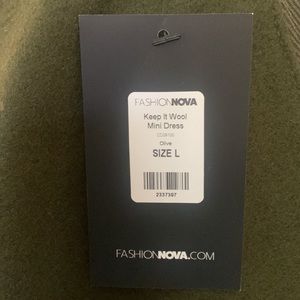 FASHIONNOVA
Keep It Wool
Mini Dress
Olive
SIZE L
2337397
FASHIONNOVA.COM